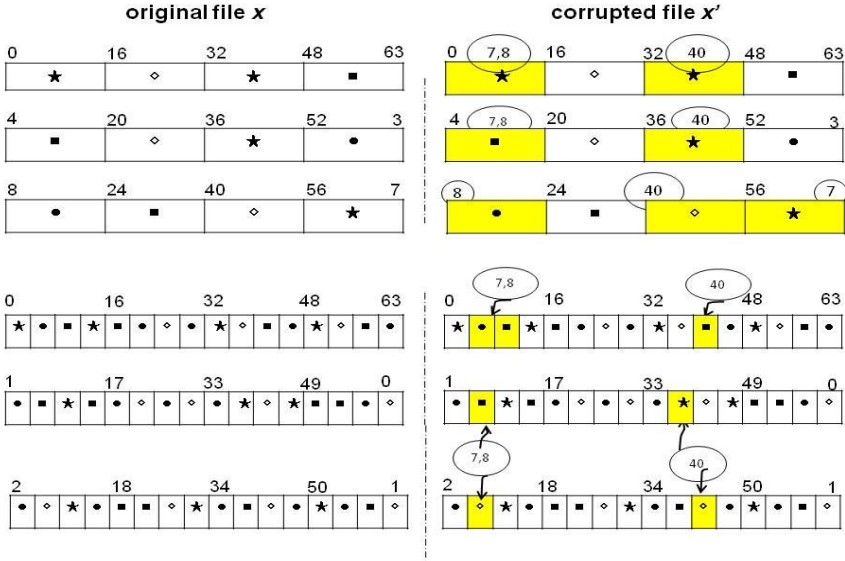 original file x
corrupted file x’
0 16 32 48 63
0 7,8 16 32 40 48 63
4 20 36 52 3
4 7,8 20 36 40 52 3
8 24 40 56 7
8 24 40 56 7
7,8 40
0 16 32 48 63
0 16 32 48 63
1 17 33 49 0
1 17 33 49 0
7,8 40
2 18 34 50 1
2 18 34 50 1